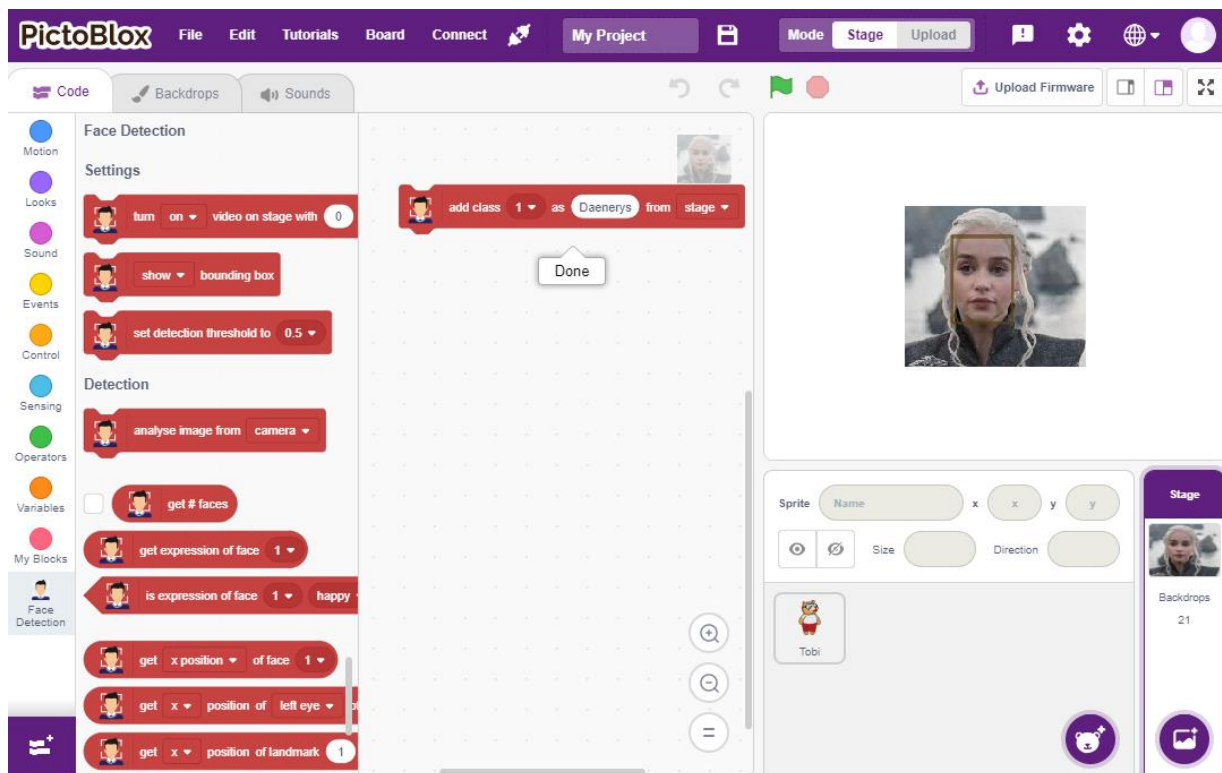 PictoBlox File Edit Tutorials Board Connect My Project Mode Stage Upload
Code Backdrops Sounds Upload Firmware
Motion
Looks
Sound
Events
Control
Sensing
Operators
Variables
My Blocks
Face
Detection
Face Detection
Settings
turn on video on stage with 0
show bounding box
set detection threshold to 0.5
Detection
analyse image from camera
get # faces
get expression of face 1
is expression of face 1 happy
get x position of face 1
get x position of left eye
get x position of landmark 1
add class 1 as Daenerys from stage
Done
Sprite Name x x y y
Size Direction
Tobi
Stage
Backdrops
21